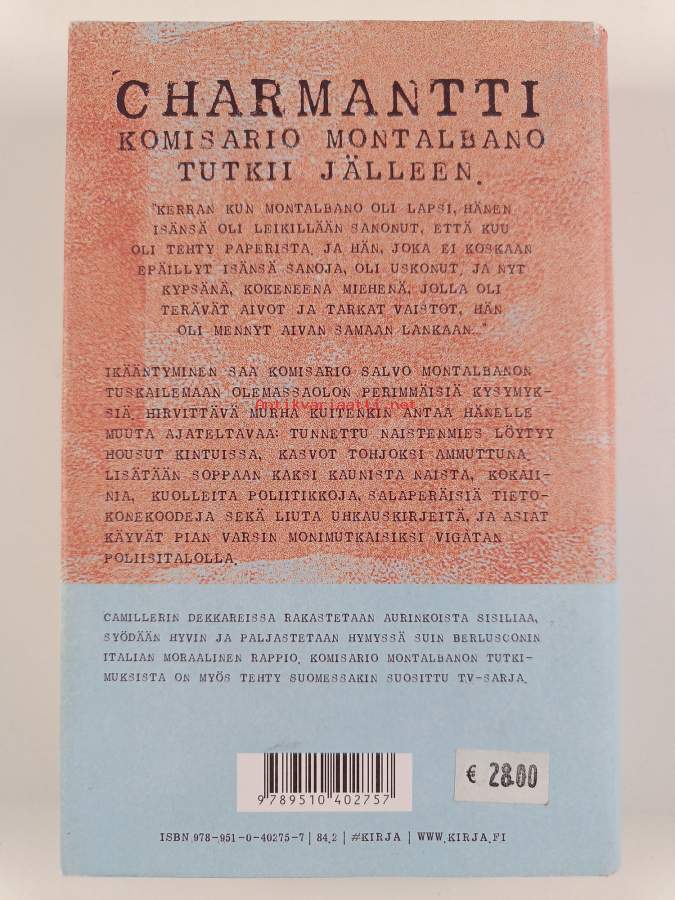 CHARMANTTI
KOMISARIO MONTALBANO
TUTKII JÄLLEEN.
"KERRAN KUN MONTALBANO OLI LAPSI, HÄNEN
ISÄNSÄ OLI LEIKILLÄÄN SANONUT, ETTÄ KUU
OLI TEHTY PAPERISTA. JA HÄN, JOKA EI KOSKAAN
EPÄILLYT ISÄNSÄ SANOJA, OLI USKONUT. JA NYT
KYPSÄNÄ, KOKENEENA MIEHENÄ, JOLLA OLI
TERÄVÄT AIVOT JA TARKAT VAISTOT, HÄN
OLI MENNYT AIVAN SAMAAN LANKAAN..."
IKÄÄNTYMINEN SAA KOMISARIO SALVO MONTALBANON
TUSKAILEMAAN OLEMASSAOLON PERIMMÄISIÄ KYSYMYK-
SIÄ. HIRVITTÄVÄ MURHA KUITENKIN ANTAA HÄNELLE
Antikvariaatti.net
MUUTA AJATELTAVAA: TUNNETTU NAISTENMIES LÖYTYY
HOUSUT KINTUISSA, KASVOT TOHJOKSI AMMUTTUNA.
LISÄTÄÄN SOPPAAN KAKSI KAUNISTA NAISTA, KOKAII-
NIA, KUOLLEITA POLIITIKKOJA, SALAPERÄISIÄ TIETO-
KONEKOODEJA SEKÄ LIUTA UHKAUSKIRJEITÄ, JA ASIAT
KÄYVÄT PIAN VARSIN MONIMUTKAISIKSI VIGÀTAN
POLIISITALOLLA.
CAMILLERIN DEKKAREISSA RAKASTETAAN AURINKOISTA SISILIAA,
SYÖDÄÄN HYVIN JA PALJASTETAAN HYMYSSÄ SUIN BERLUSCONIN
ITALIAN MORAALINEN RAPPIO. KOMISARIO MONTALBANON TUTKI-
MUKSISTA ON MYÖS TEHTY SUOMESSAKIN SUOSITTU TV-SARJA.
€ 28.00
9 789510 402757
ISBN 978-951-0-40275-7 | 84.2 | #KIRJA | WWW.KIRJA.FI